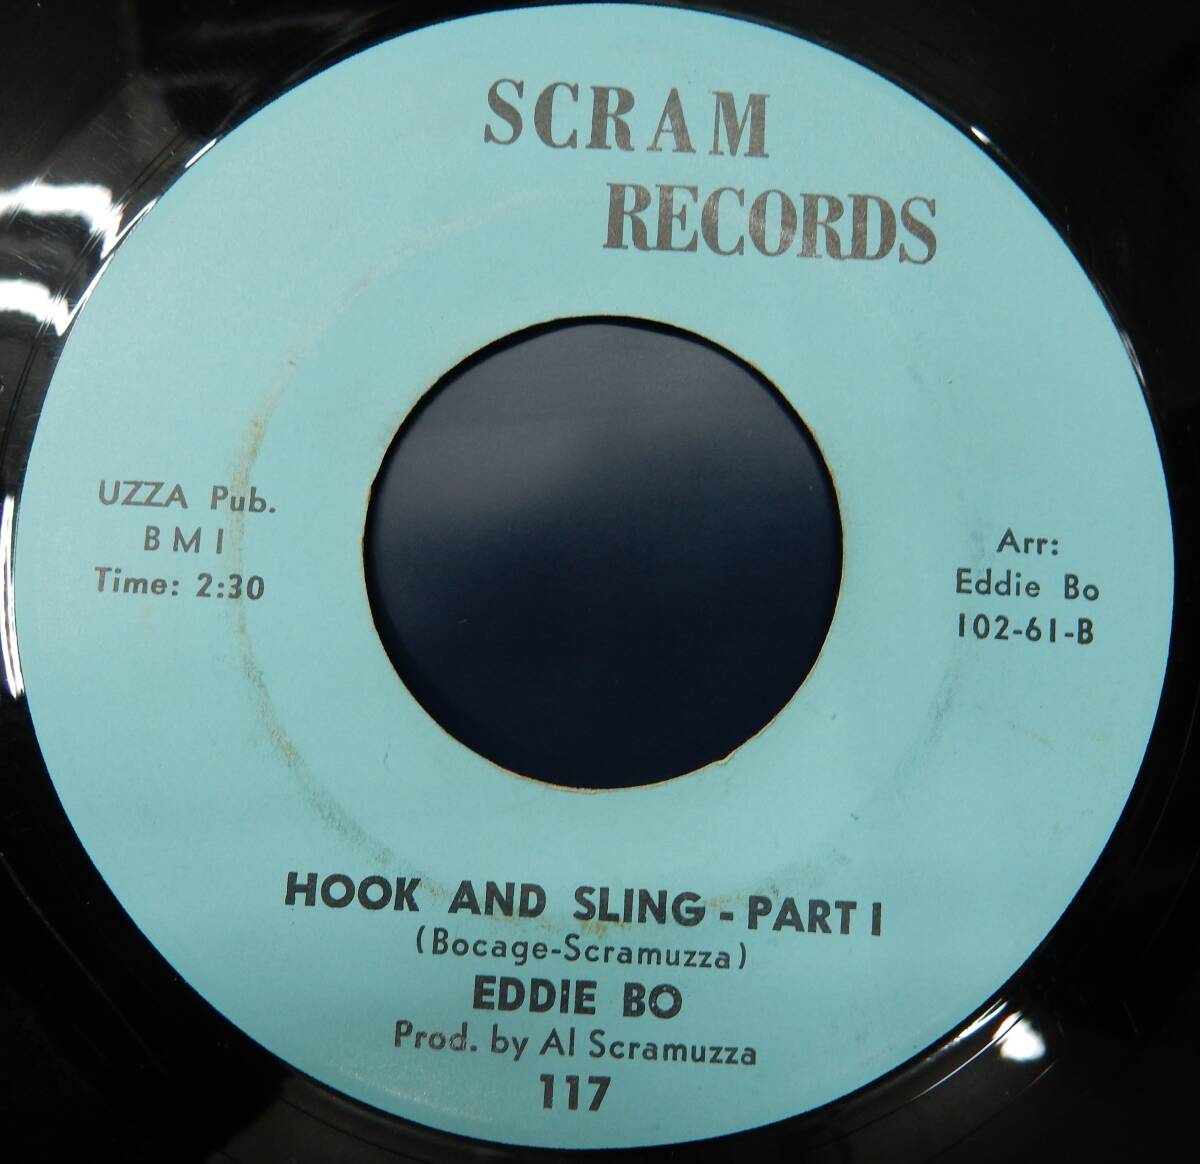 SCRAM
RECORDS
UZZA Pub.
BMI
Time: 2:30
Arr:
Eddie Bo
102-61-B
HOOK AND SLING - PART I
(Bocage-Scramuzza)
EDDIE BO
Prod. by Al Scramuzza
117